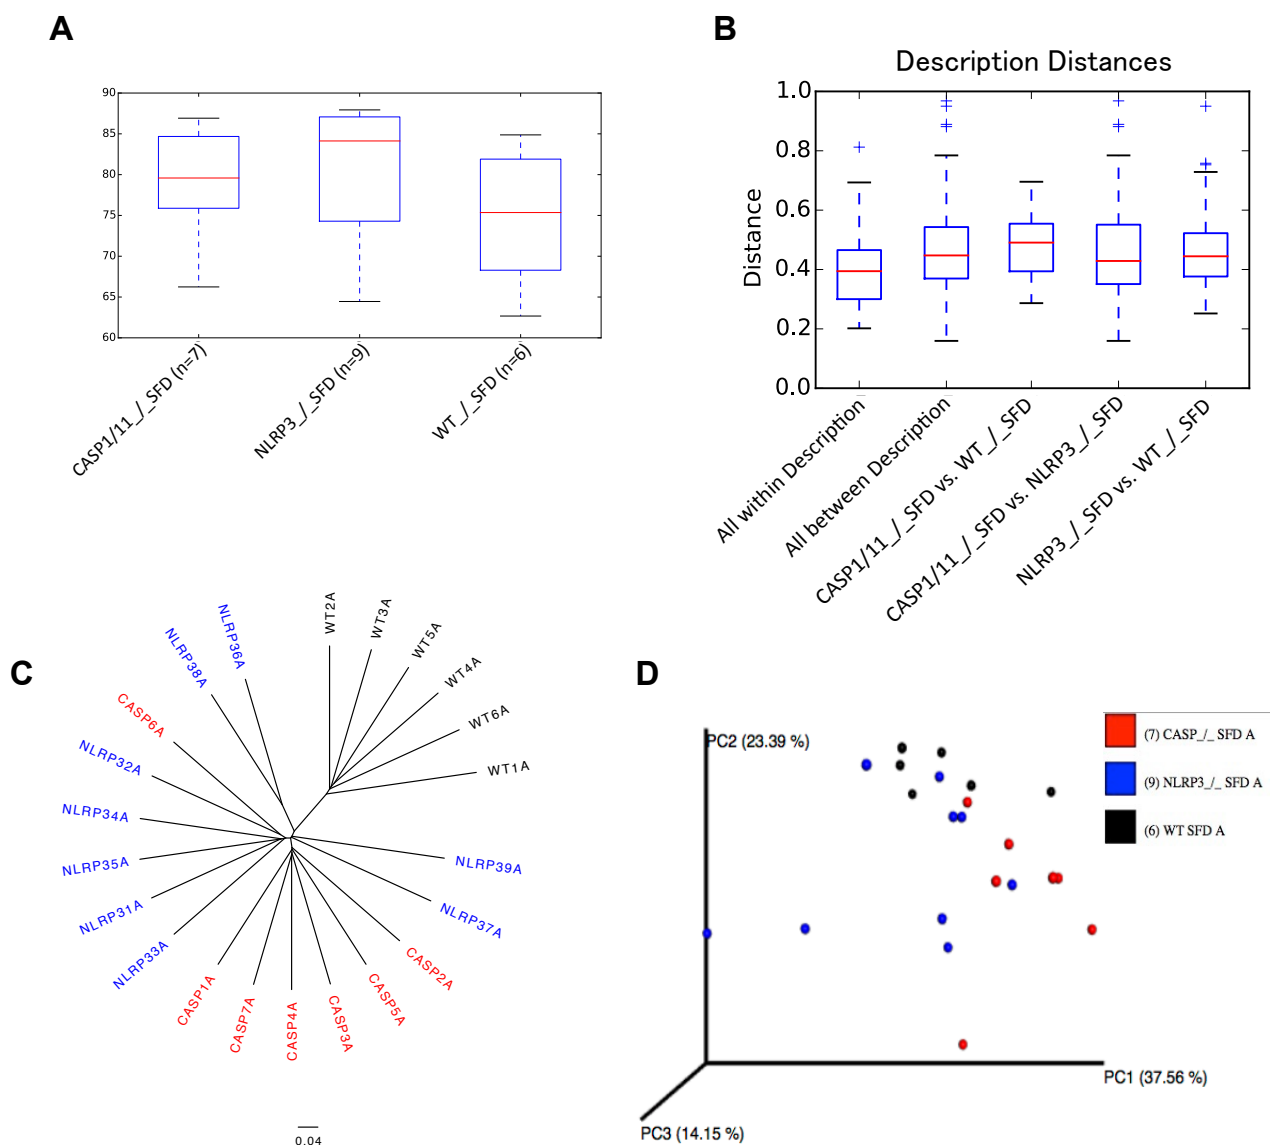 A
90
85
80
75
70
65
60
CASP1/11_/_SFD (n=7)
NLRP3_/_SFD (n=9)
WT_/_SFD (n=6)
B
Description Distances
Distance
1.0
0.8
0.6
0.4
0.2
0.0
All within Description
All between Description
CASP1/11_/_SFD vs. WT_/_SFD
CASP1/11_/_SFD vs. NLRP3_/_SFD
NLRP3_/_SFD vs. WT_/_SFD
C
WT2A
WT3A
WT5A
WT4A
WT6A
WT1A
NLRP36A
NLRP38A
CASP6A
NLRP32A
NLRP34A
NLRP35A
NLRP31A
NLRP33A
CASP1A
CASP7A
CASP4A
CASP3A
CASP5A
CASP2A
NLRP37A
NLRP39A
0.04
D
PC2 (23.39 %)
PC1 (37.56 %)
PC3 (14.15 %)
(7) CASP_/_ SFD A
(9) NLRP3_/_ SFD A
(6) WT SFD A